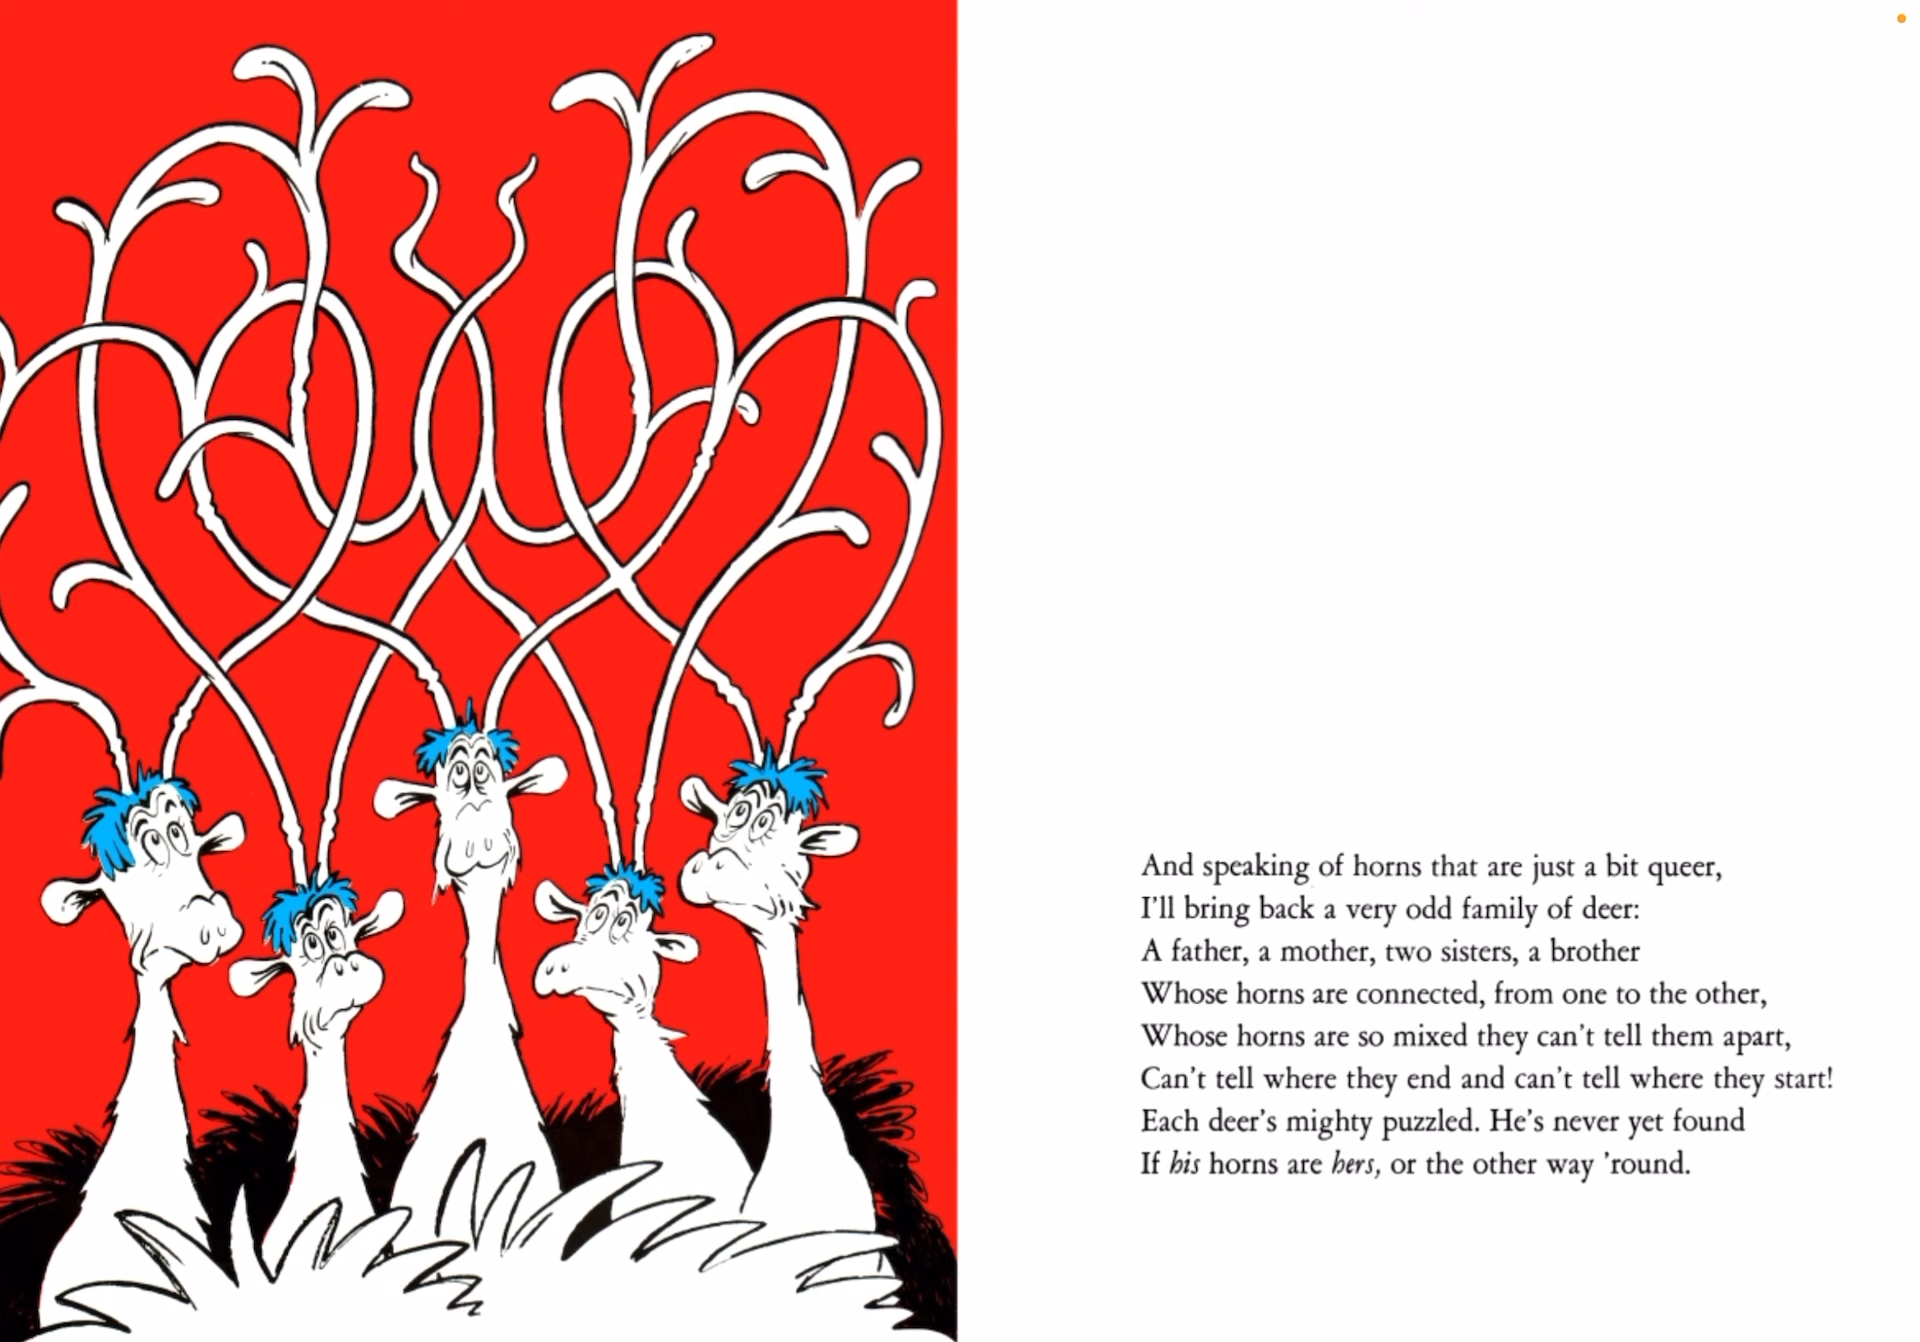 And speaking of horns that are just a bit queer,
I'll bring back a very odd family of deer:
A father, a mother, two sisters, a brother
Whose horns are connected, from one to the other,
Whose horns are so mixed they can't tell them apart,
Can't tell where they end and can't tell where they start!
Each deer's mighty puzzled. He's never yet found
If his horns are hers, or the other way 'round.